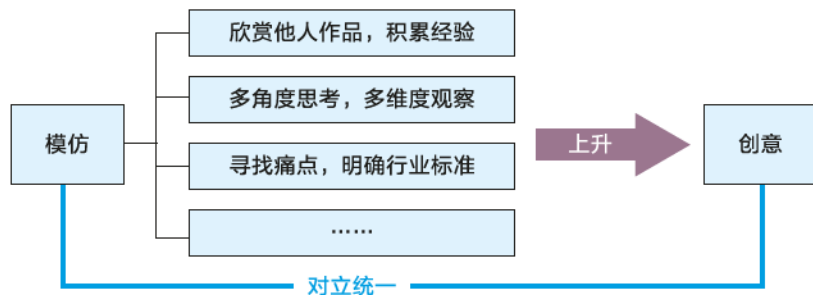 欣赏他人作品，积累经验
多角度思考，多维度观察
模仿
上升
创意
寻找痛点，明确行业标准
……
对立统一